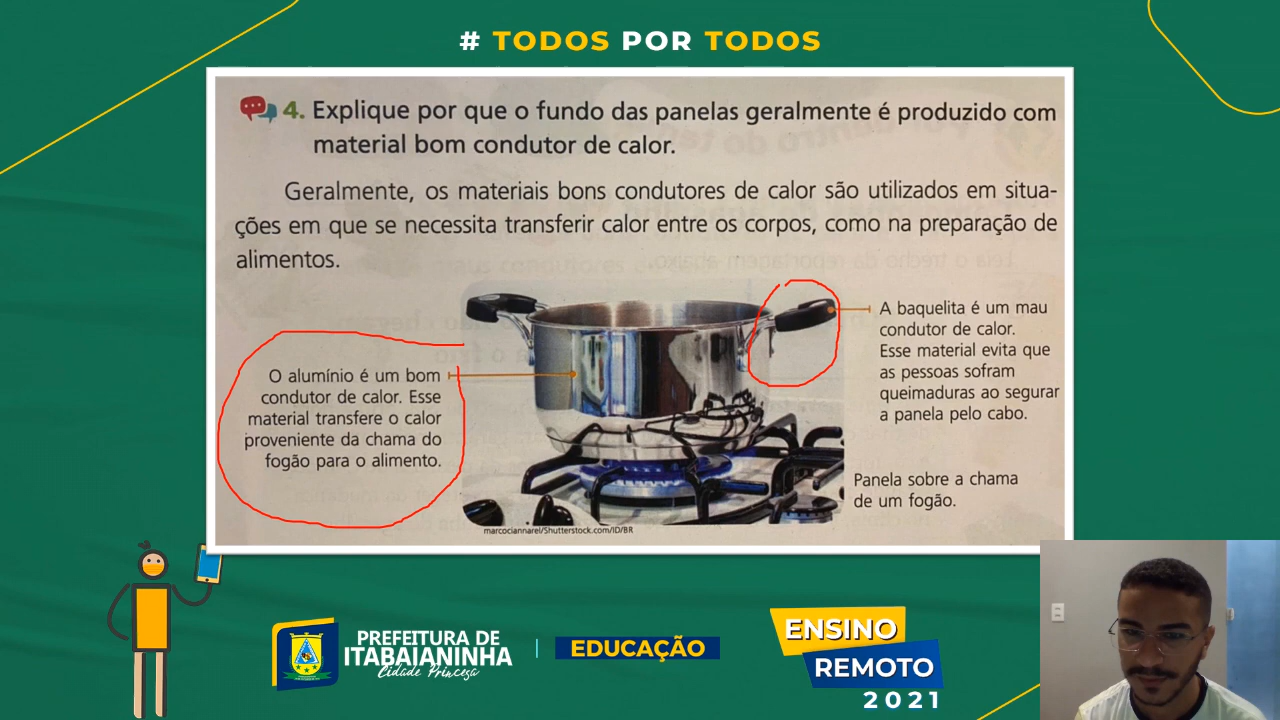 # TODOS POR TODOS
4. Explique por que o fundo das panelas geralmente é produzido com
material bom condutor de calor.
Geralmente, os materiais bons condutores de calor são utilizados em situa-
ções em que se necessita transferir calor entre os corpos, como na preparação de
alimentos.
O alumínio é um bom
condutor de calor. Esse
material transfere o calor
proveniente da chama do
fogão para o alimento.
A baquelita é um mau
condutor de calor.
Esse material evita que
as pessoas sofram
queimaduras ao segurar
a panela pelo cabo.
Panela sobre a chama
de um fogão.
marcociannarel/Shutterstock.com/ID/BR
PREFEITURA DE
ITABAIANINHA
Cidade Princesa
EDUCAÇÃO
ENSINO
REMOTO
2021